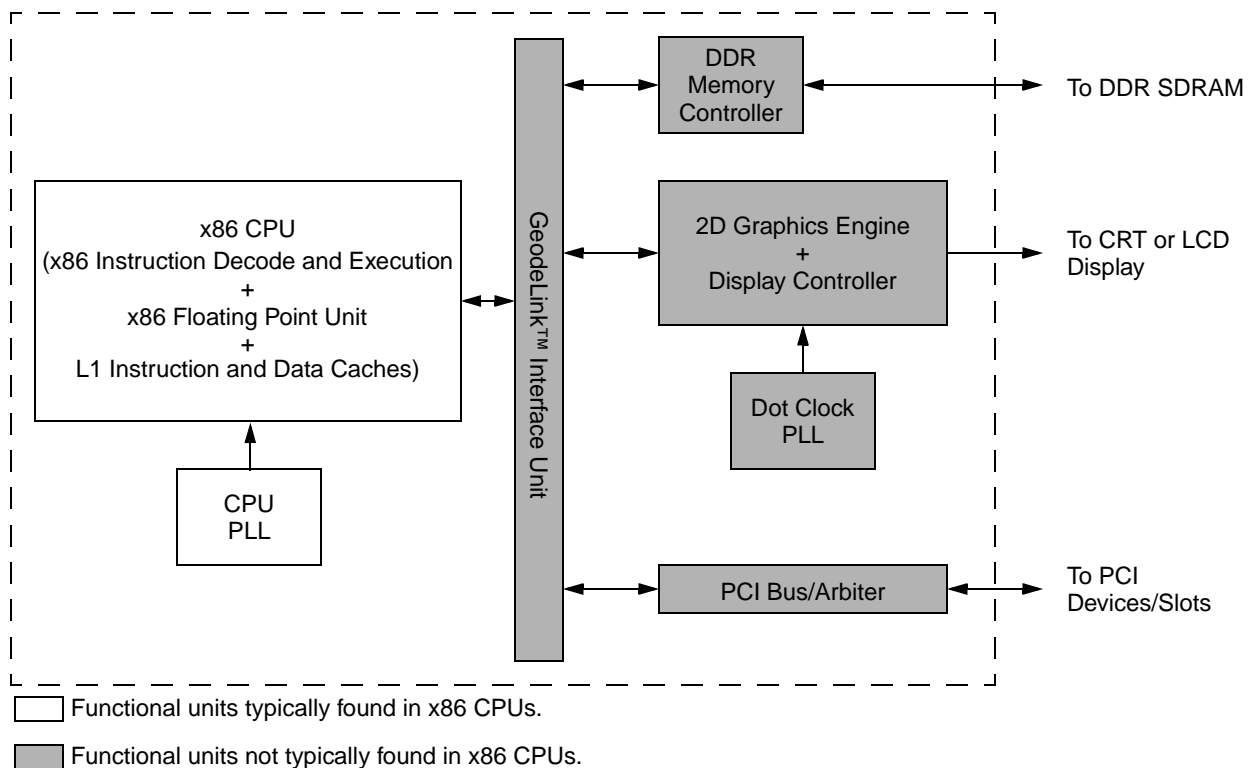 DDR
Memory
Controller
To DDR SDRAM
x86 CPU
(x86 Instruction Decode and Execution
+
x86 Floating Point Unit
+
L1 Instruction and Data Caches)
GeodeLink™ Interface Unit
2D Graphics Engine
+
Display Controller
To CRT or LCD
Display
Dot Clock
PLL
CPU
PLL
PCI Bus/Arbiter
To PCI
Devices/Slots
Functional units typically found in x86 CPUs.
Functional units not typically found in x86 CPUs.